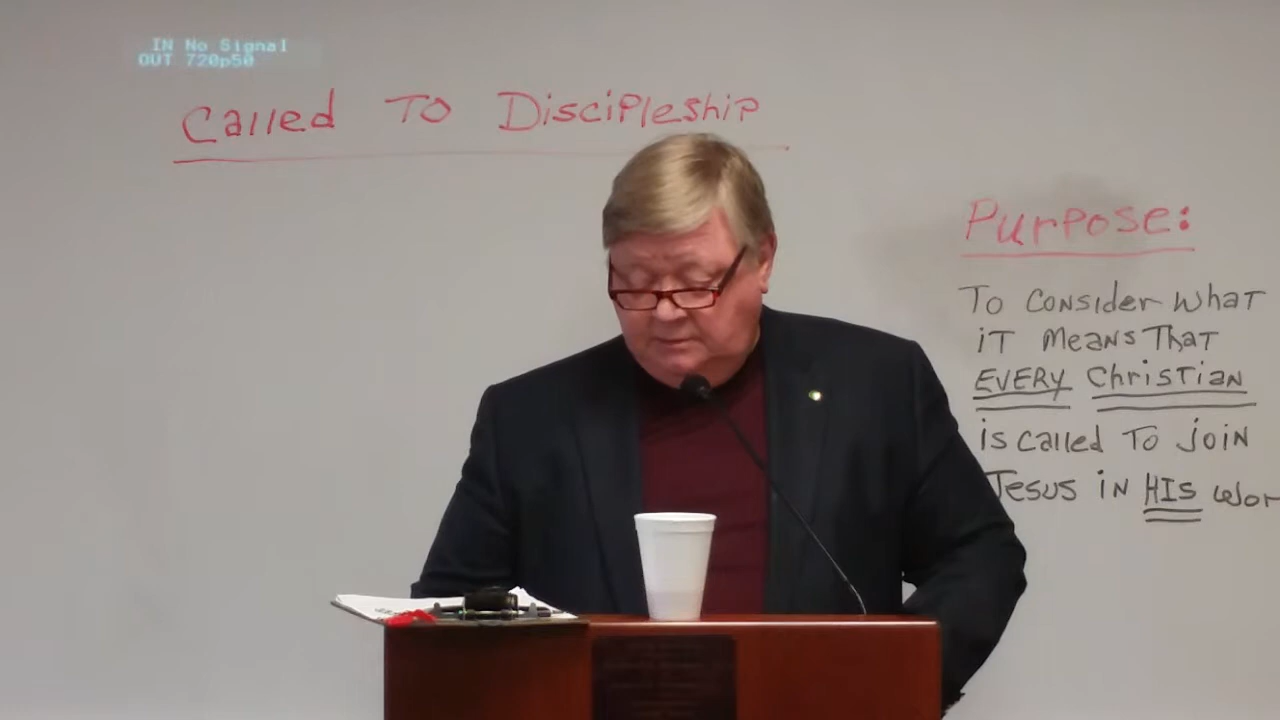 IN No Signal
OUT 720p50
Called To Discipleship
Purpose:
To Consider what
iT Means That
EVERY Christian
is called To join
Jesus in HIS wor